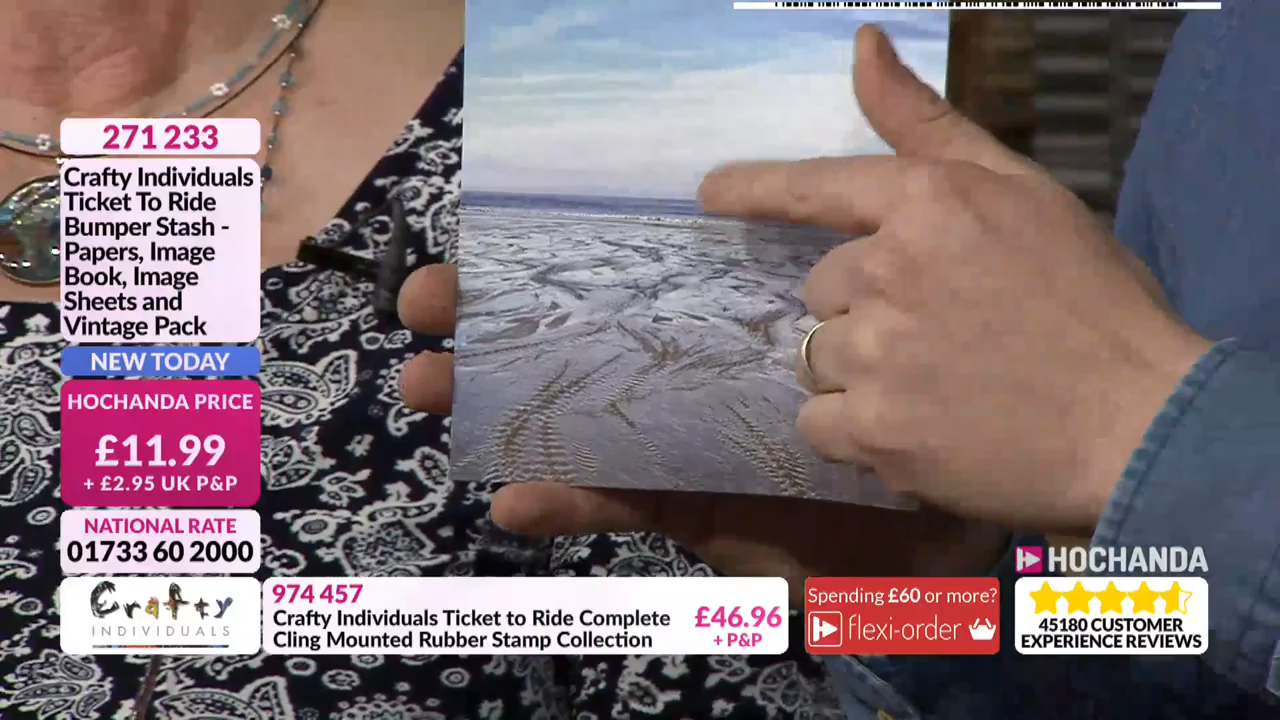 271 233
Crafty Individuals
Ticket To Ride
Bumper Stash -
Papers, Image
Book, Image
Sheets and
Vintage Pack
NEW TODAY
HOCHANDA PRICE
£11.99
+ £2.95 UK P&P
NATIONAL RATE
01733 60 2000
Crafty
INDIVIDUALS
974 457
Crafty Individuals Ticket to Ride Complete
Cling Mounted Rubber Stamp Collection
£46.96
+ P&P
Spending £60 or more?
flexi-order
HOCHANDA
45180 CUSTOMER
EXPERIENCE REVIEWS